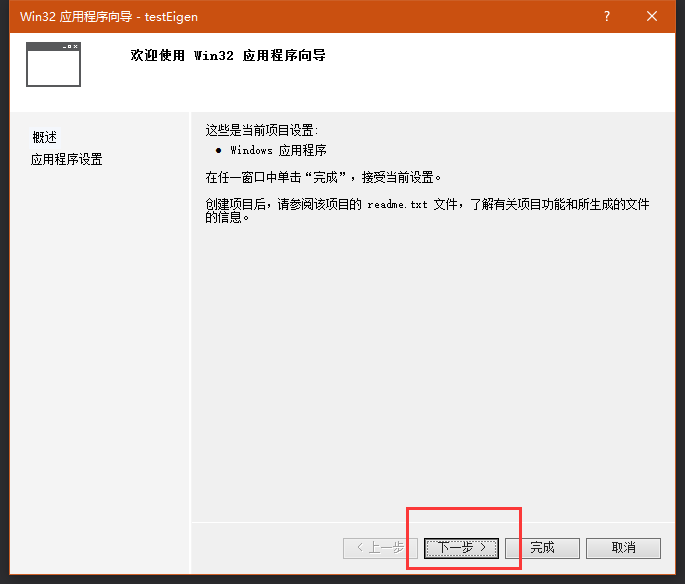 Win32 应用程序向导 - testEigen
欢迎使用 Win32 应用程序向导
概述
应用程序设置
这些是当前项目设置:
• Windows 应用程序
在任一窗口中单击“完成”，接受当前设置。
创建项目后，请参阅该项目的 readme.txt 文件，了解有关项目功能和所生成的文件
的信息。
< 上一步
下一步 >
完成
取消